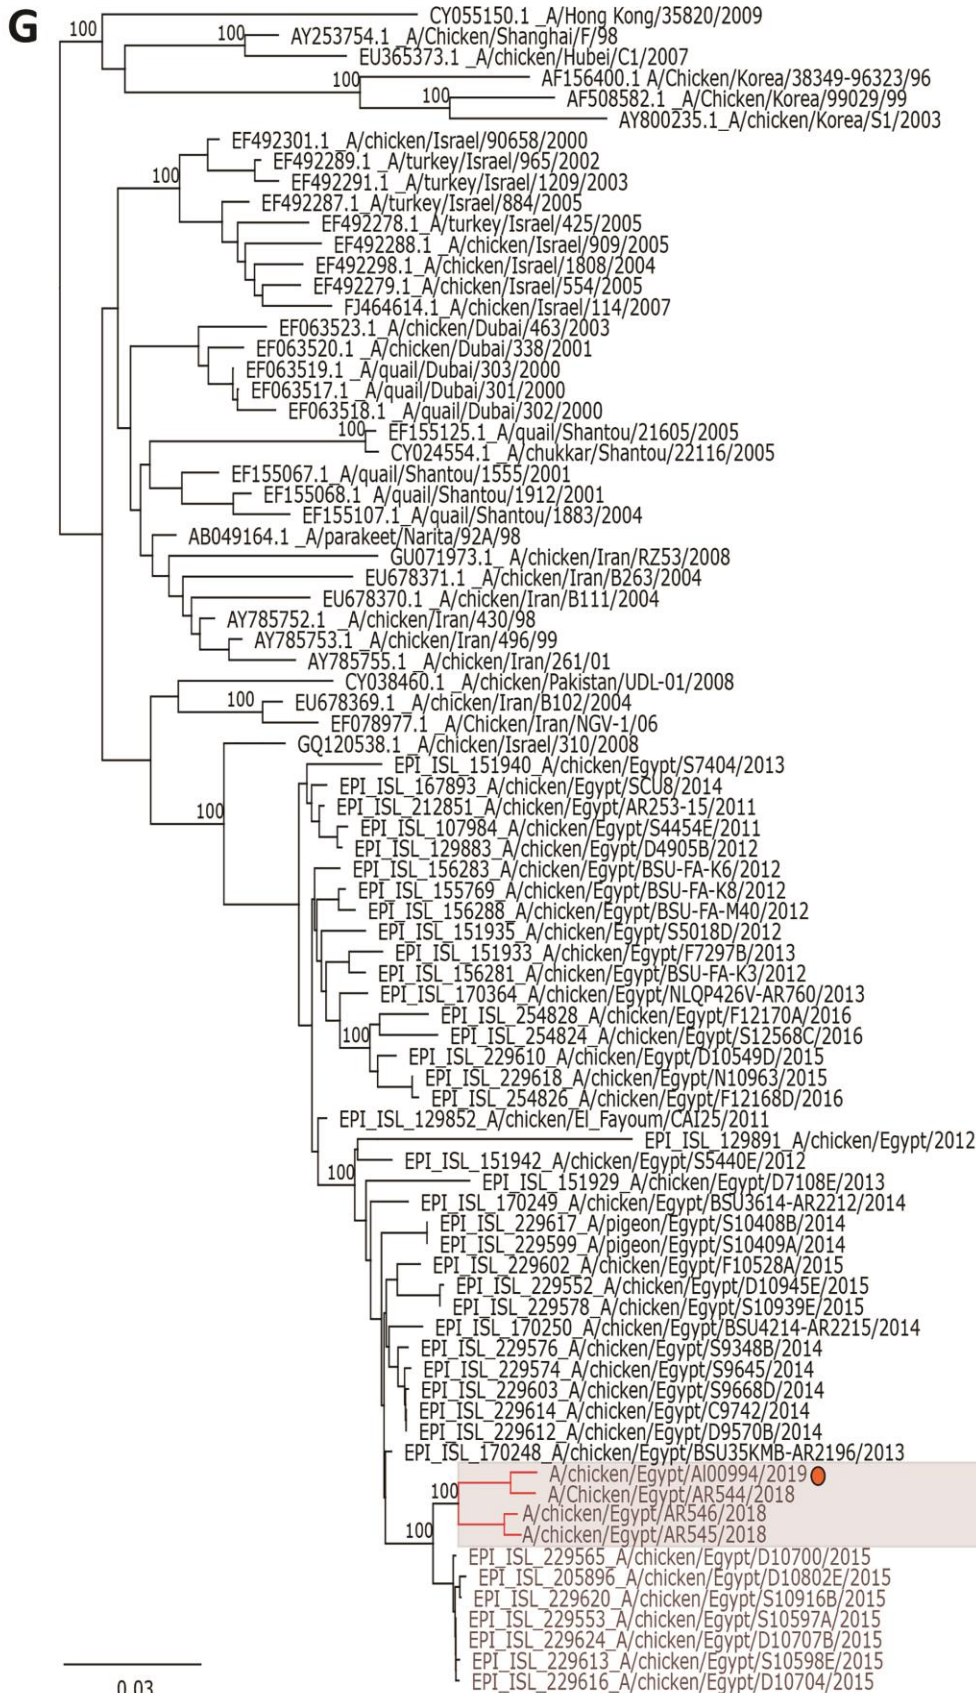 G
CY055150.1 _A/Hong Kong/35820/2009
100
100
AY253754.1 _A/Chicken/Shanghai/F/98
EU365373.1 _A/chicken/Hubei/C1/2007
100
AF156400.1 A/Chicken/Korea/38349-96323/96
100
AF508582.1 _A/Chicken/Korea/99029/99
AY800235.1_A/chicken/Korea/S1/2003
EF492301.1 _A/chicken/Israel/90658/2000
EF492289.1 _A/turkey/Israel/965/2002
100
EF492291.1 _A/turkey/Israel/1209/2003
EF492287.1_A/turkey/Israel/884/2005
EF492278.1_A/turkey/Israel/425/2005
EF492288.1 _A/chicken/Israel/909/2005
EF492298.1_A/chicken/Israel/1808/2004
EF492279.1_A/chicken/Israel/554/2005
FJ464614.1_A/chicken/Israel/114/2007
EF063523.1_A/chicken/Dubai/463/2003
EF063520.1 _A/chicken/Dubai/338/2001
EF063519.1 _A/quail/Dubai/303/2000
EF063517.1 _A/quail/Dubai/301/2000
EF063518.1 _A/quail/Dubai/302/2000
100
EF155125.1_A/quail/Shantou/21605/2005
CY024554.1 _A/chukkar/Shantou/22116/2005
EF155067.1_A/quail/Shantou/1555/2001
EF155068.1 A/quail/Shantou/1912/2001
EF155107.1_A/quail/Shantou/1883/2004
AB049164.1 _A/parakeet/Narita/92A/98
GU071973.1_ A/chicken/Iran/RZ53/2008
EU678371.1 _A/chicken/Iran/B263/2004
EU678370.1 _A/chicken/Iran/B111/2004
AY785752.1 _A/chicken/Iran/430/98
AY785753.1 _A/chicken/Iran/496/99
AY785755.1 _A/chicken/Iran/261/01
CY038460.1 _A/chicken/Pakistan/UDL-01/2008
100
EU678369.1 _A/chicken/Iran/B102/2004
EF078977.1 _A/Chicken/Iran/NGV-1/06
GQ120538.1 _A/chicken/Israel/310/2008
EPI_ISL_151940_A/chicken/Egypt/S7404/2013
EPI_ISL_167893_A/chicken/Egypt/SCU8/2014
100
EPI_ISL_212851_A/chicken/Egypt/AR253-15/2011
EPI_ISL_107984_A/chicken/Egypt/S4454E/2011
EPI_ISL_129883_A/chicken/Egypt/D4905B/2012
EPI_ISL_156283_A/chicken/Egypt/BSU-FA-K6/2012
EPI_ISL_155769_A/chicken/Egypt/BSU-FA-K8/2012
EPI_ISL_156288_A/chicken/Egypt/BSU-FA-M40/2012
EPI_ISL_151935_A/chicken/Egypt/S5018D/2012
EPI_ISL_151933_A/chicken/Egypt/F7297B/2013
EPI_ISL_156281_A/chicken/Egypt/BSU-FA-K3/2012
EPI_ISL_170364_A/chicken/Egypt/NLQP426V-AR760/2013
EPI_ISL_254828_A/chicken/Egypt/F12170A/2016
100
EPI_ISL_254824_A/chicken/Egypt/S12568C/2016
EPI_ISL_229610_A/chicken/Egypt/D10549D/2015
EPI_ISL_229618_A/chicken/Egypt/N10963/2015
EPI_ISL_254826_A/chicken/Egypt/F12168D/2016
EPI_ISL_129852_A/chicken/El_Fayoum/CAI25/2011
EPI_ISL_129891_A/chicken/Egypt/2012
100
EPI_ISL_151942_A/chicken/Egypt/S5440E/2012
EPI_ISL_151929_A/chicken/Egypt/D7108E/2013
EPI_ISL_170249_A/chicken/Egypt/BSU3614-AR2212/2014
EPI_ISL_229617_A/pigeon/Egypt/S10408B/2014
EPI_ISL_229599_A/pigeon/Egypt/S10409A/2014
EPI_ISL_229602_A/chicken/Egypt/F10528A/2015
EPI_ISL_229552_A/chicken/Egypt/D10945E/2015
EPI_ISL_229578_A/chicken/Egypt/S10939E/2015
EPI_ISL_170250_A/chicken/Egypt/BSU4214-AR2215/2014
EPI_ISL_229576_A/chicken/Egypt/S9348B/2014
EPI_ISL_229574_A/chicken/Egypt/S9645/2014
EPI_ISL_229603_A/chicken/Egypt/S9668D/2014
EPI_ISL_229614_A/chicken/Egypt/C9742/2014
EPI_ISL_229612_A/chicken/Egypt/D9570B/2014
EPI_ISL_170248_A/chicken/Egypt/BSU35KMB-AR2196/2013
A/chicken/Egypt/AI00994/2019
100
A/Chicken/Egypt/AR544/2018
A/chicken/Egypt/AR546/2018
100
A/chicken/Egypt/AR545/2018
EPI_ISL_229565_A/chicken/Egypt/D10700/2015
EPI_ISL_205896_A/chicken/Egypt/D10802E/2015
EPI_ISL_229620_A/chicken/Egypt/S10916B/2015
EPI_ISL_229553_A/chicken/Egypt/S10597A/2015
EPI_ISL_229624_A/chicken/Egypt/D10707B/2015
EPI_ISL_229613_A/chicken/Egypt/S10598E/2015
EPI_ISL_229616_A/chicken/Egypt/D10704/2015
0.03